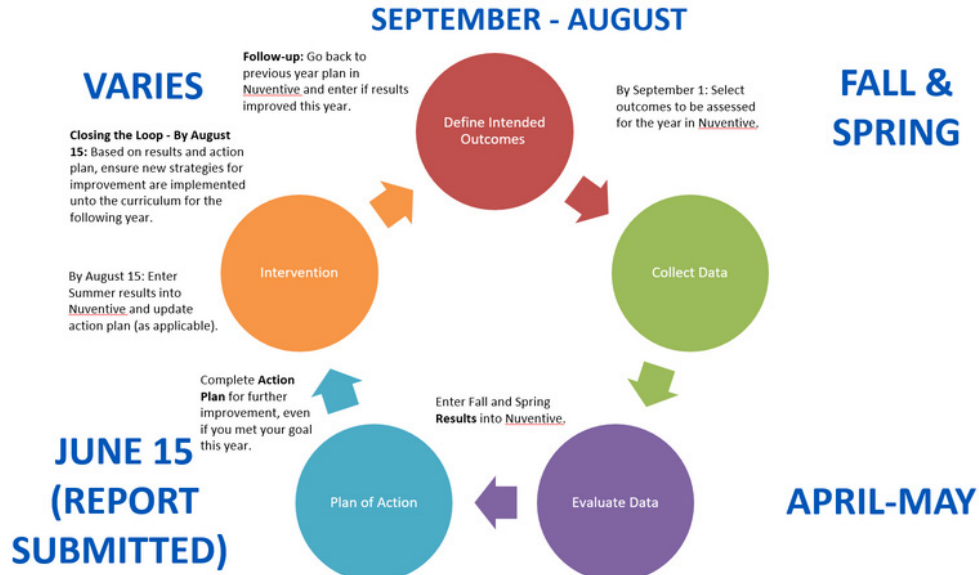 SEPTEMBER - AUGUST
Follow-up: Go back to
previous year plan in
Nuventive and enter if results
improved this year.
VARIES
FALL &
SPRING
By September 1: Select
outcomes to be assessed
for the year in Nuventive.
Define Intended
Outcomes
Closing the Loop - By August
15: Based on results and action
plan, ensure new strategies for
improvement are implemented
unto the curriculum for the
following year.
Intervention
Collect Data
By August 15: Enter
Summer results into
Nuventive and update
action plan (as applicable).
Complete Action
Plan for further
improvement, even
if you met your goal
this year.
Enter Fall and Spring
Results into Nuventive.
JUNE 15
(REPORT
SUBMITTED)
Plan of Action
Evaluate Data
APRIL-MAY